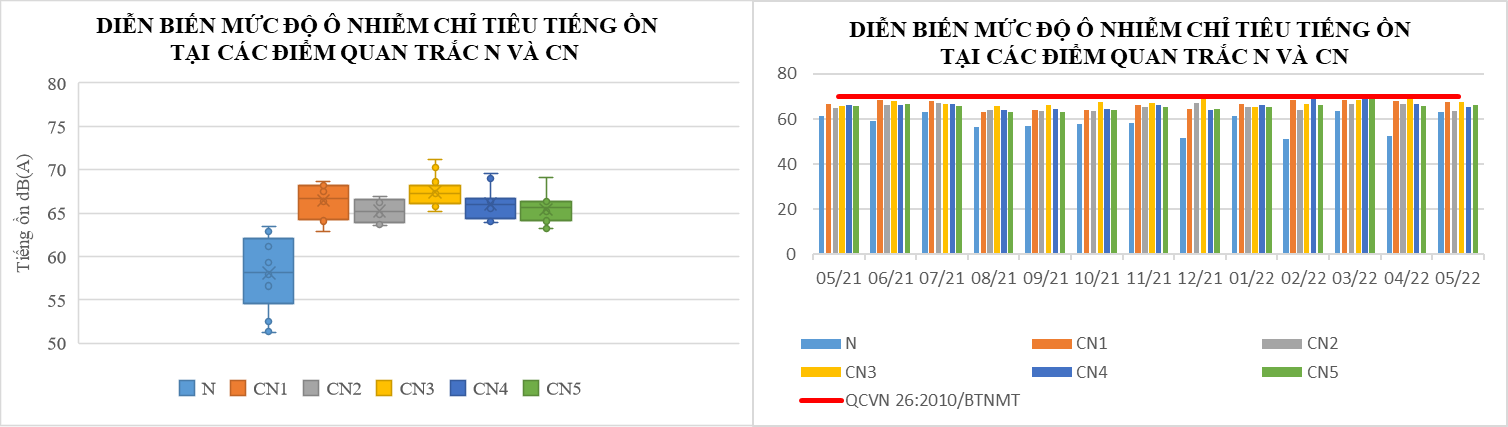 DIỄN BIẾN MỨC ĐỘ Ô NHIỄM CHỈ TIÊU TIẾNG ỒN
TẠI CÁC ĐIỂM QUAN TRẮC N VÀ CN
80
75
70
65
60
55
50
Tiếng ồn dB(A)
N CN1 CN2 CN3 CN4 CN5
DIỄN BIẾN MỨC ĐỘ Ô NHIỄM CHỈ TIÊU TIẾNG ỒN
TẠI CÁC ĐIỂM QUAN TRẮC N VÀ CN
80
60
40
20
0
05/21 06/21 07/21 08/21 09/21 10/21 11/21 12/21 01/22 02/22 03/22 04/22 05/22
N CN1 CN2
CN3 CN4 CN5
QCVN 26:2010/BTNMT